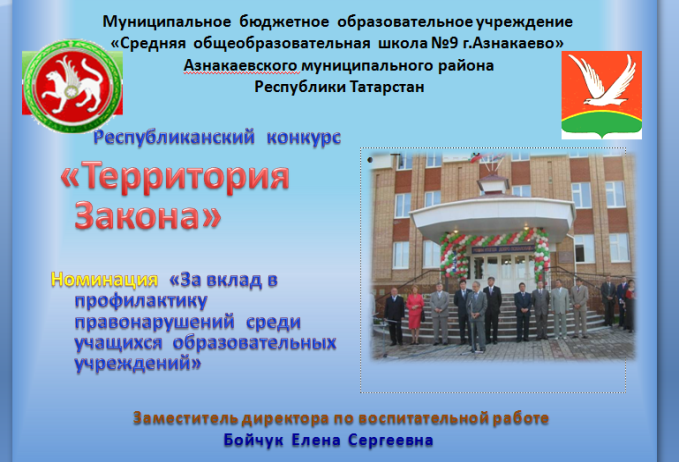 Муниципальное бюджетное образовательное учреждение
«Средняя общеобразовательная школа №9 г.Азнакаево»
Азнакаевского муниципального района
Республики Татарстан
Республиканский конкурс
«Территория
Закона»
Номинация «За вклад в
профилактику
правонарушений среди
учащихся образовательных
учреждений»
Заместитель директора по воспитательной работе
Бойчук Елена Сергеевна